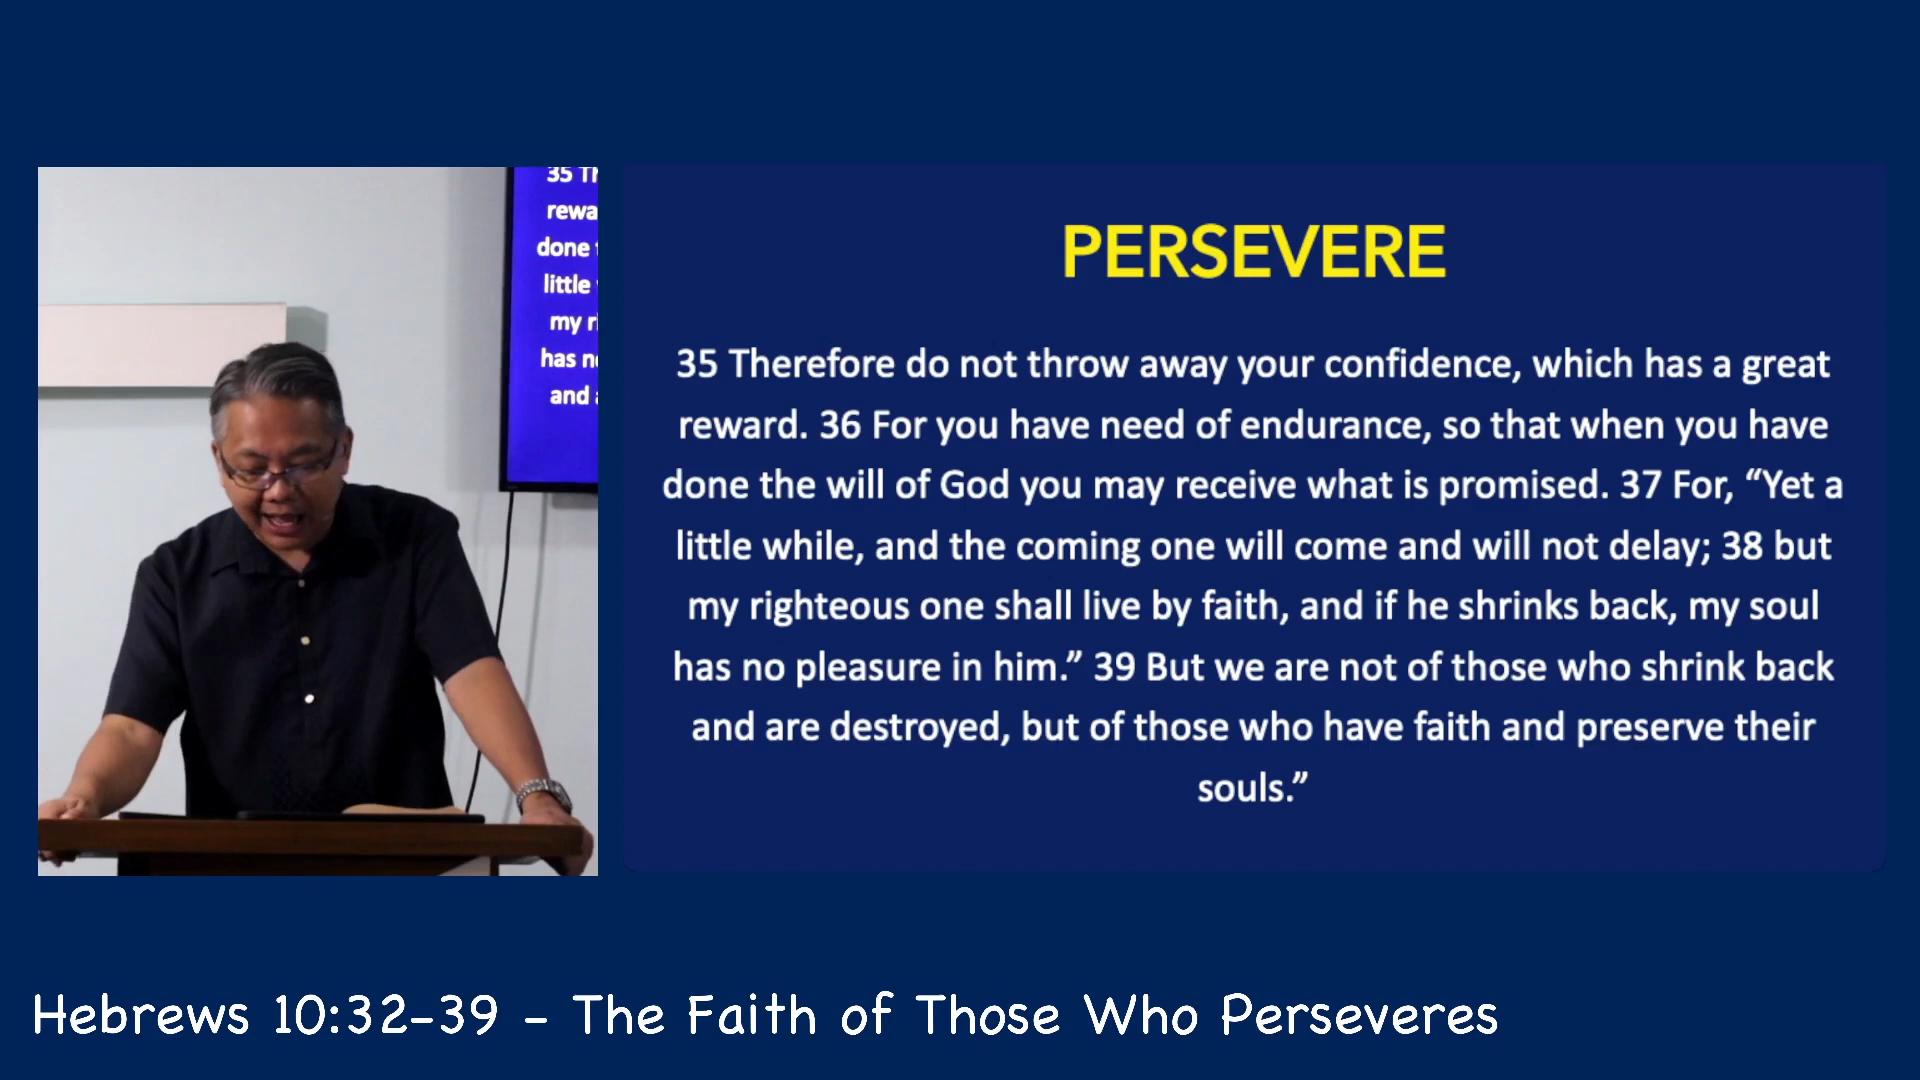 35 Th
rewa
done
little
my ri
has no
and
PERSEVERE
35 Therefore do not throw away your confidence, which has a great
reward. 36 For you have need of endurance, so that when you have
done the will of God you may receive what is promised. 37 For, “Yet a
little while, and the coming one will come and will not delay; 38 but
my righteous one shall live by faith, and if he shrinks back, my soul
has no pleasure in him.” 39 But we are not of those who shrink back
and are destroyed, but of those who have faith and preserve their
souls.”
Hebrews 10:32-39 - The Faith of Those Who Perseveres